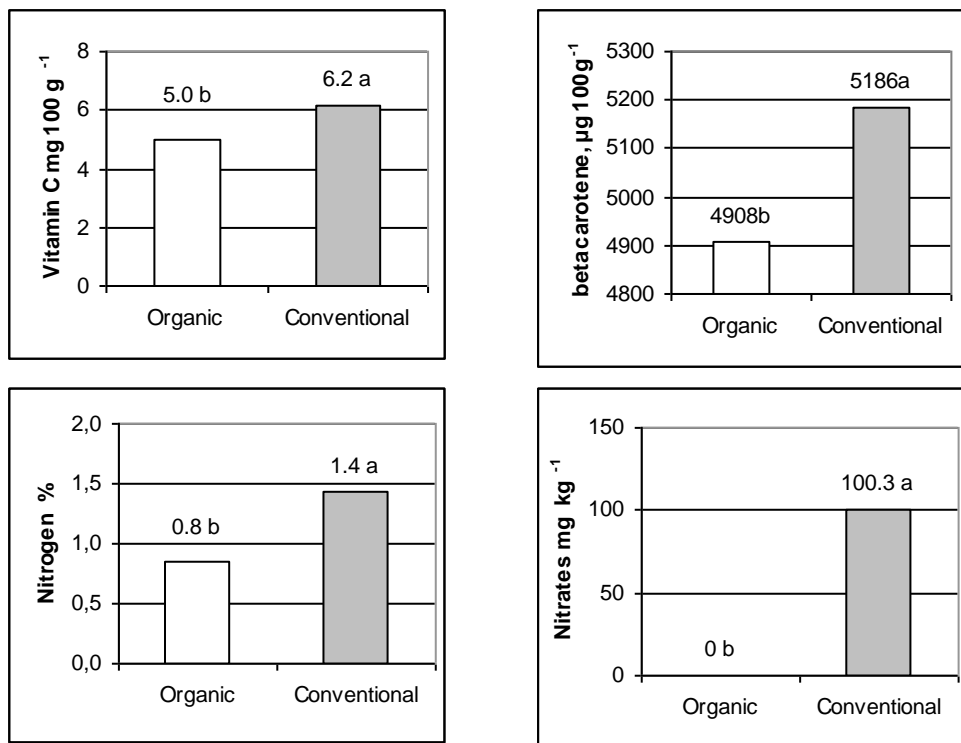 Vitamin C mg 100 g -1
8
6
4
2
0
5.0 b
6.2 a
Organic
Conventional
betacarotene, µg 100g -1
5300
5200
5100
5000
4900
4800
4908b
5186a
Organic
Conventional
Nitrogen %
2,0
1,5
1,0
0,5
0,0
0.8 b
1.4 a
Organic
Conventional
Nitrates mg kg -1
150
100
50
0
0 b
100.3 a
Organic
Conventional